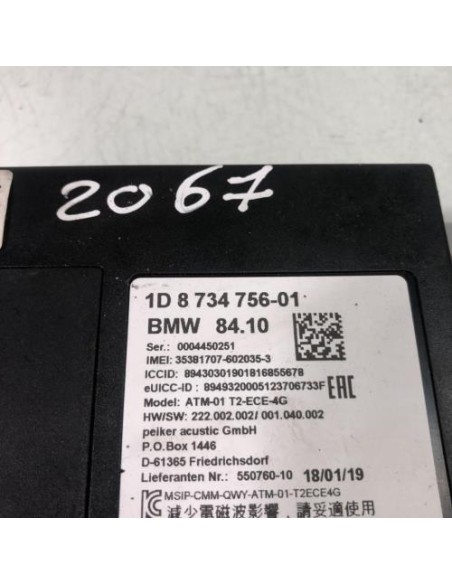 2067
1D 8 734 756-01
BMW 84.10
Ser.: 0004450251
IMEI: 35381707-602035-3
ICCID: 89430301901816855678
eUICC-ID : 8949320005123706733F
EAC
Model: ATM-01 T2-ECE-4G
HW/SW: 222.002.002/ 001.040.002
peiker acustic GmbH
P.O.Box 1446
D-61365 Friedrichsdorf
Lieferanten Nr.: 550760-10 18/01/19
MSIP-CMM-QWY-ATM-01-T2ECE4G
減少電磁波影響，請妥適使用